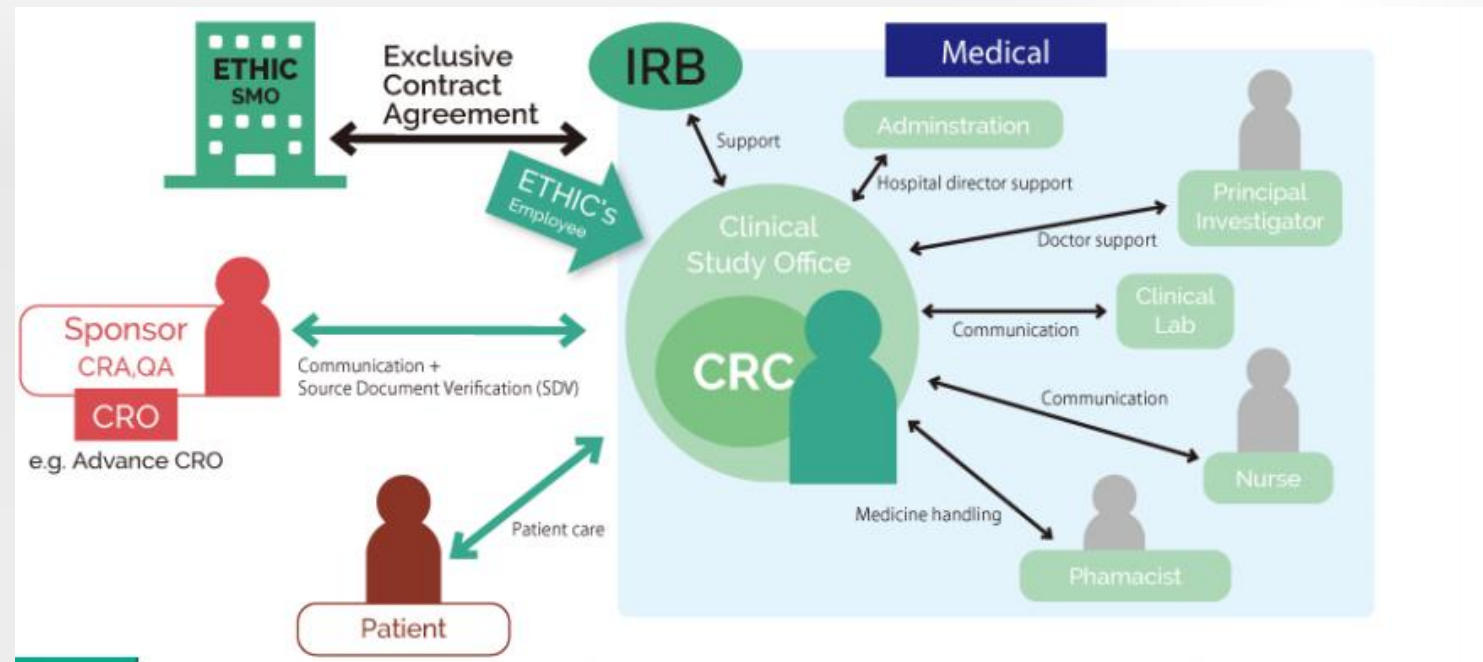 ETHIC
SMO
Exclusive
Contract
Agreement
IRB
Medical
Support
Adminstration
Hospital director support
Principal
Investigator
Doctor support
ETHIC's
Employee
Clinical
Study Office
CRC
Clinical
Lab
Communication
Sponsor
CRA,QA
CRO
e.g. Advance CRO
Communication +
Source Document Verification (SDV)
Communication
Nurse
Medicine handling
Phamacist
Patient care
Patient